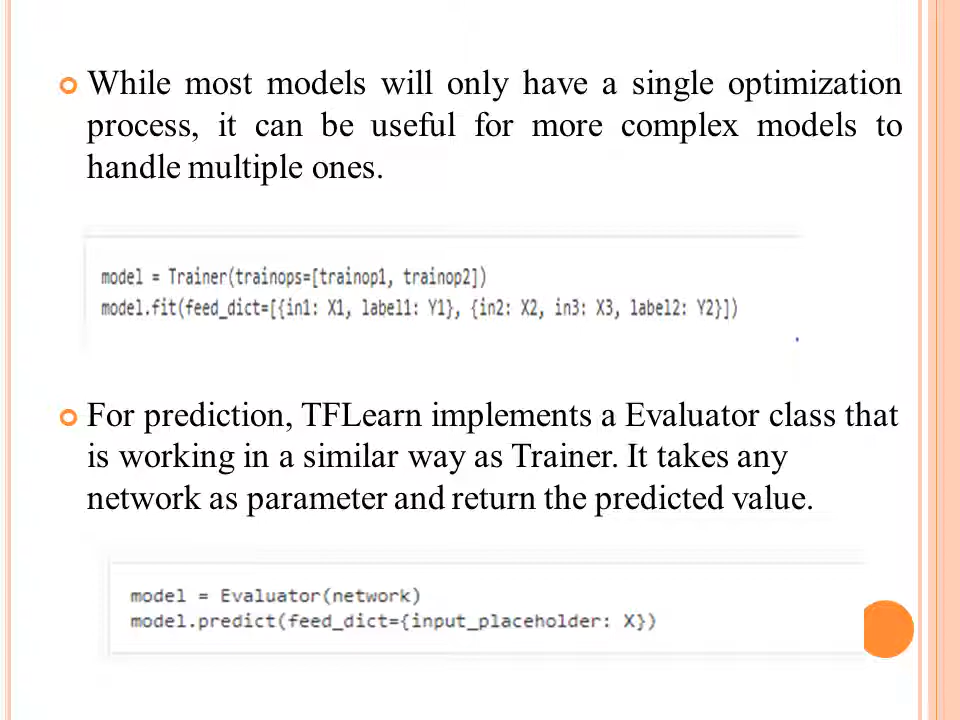 While most models will only have a single optimization
process, it can be useful for more complex models to
handle multiple ones.
model = Trainer(trainops=[trainop1, trainop2])
model.fit(feed_dict=[{in1: X1, label1: Y1}, {in2: X2, in3: X3, label2: Y2}])
For prediction, TFLearn implements a Evaluator class that
is working in a similar way as Trainer. It takes any
network as parameter and return the predicted value.
model = Evaluator(network)
model.predict(feed_dict={input_placeholder: X})